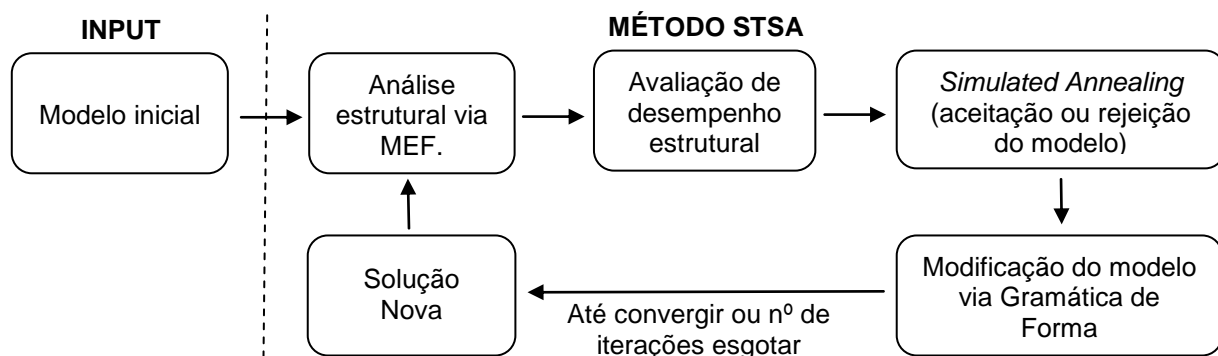 INPUT
MÉTODO STSA
Modelo inicial
Análise
estrutural via
MEF.
Avaliação de
desempenho
estrutural
Simulated Annealing
(aceitação ou rejeição
do modelo)
Modificação do modelo
via Gramática de
Forma
Até convergir ou nº de
iterações esgotar
Solução
Nova